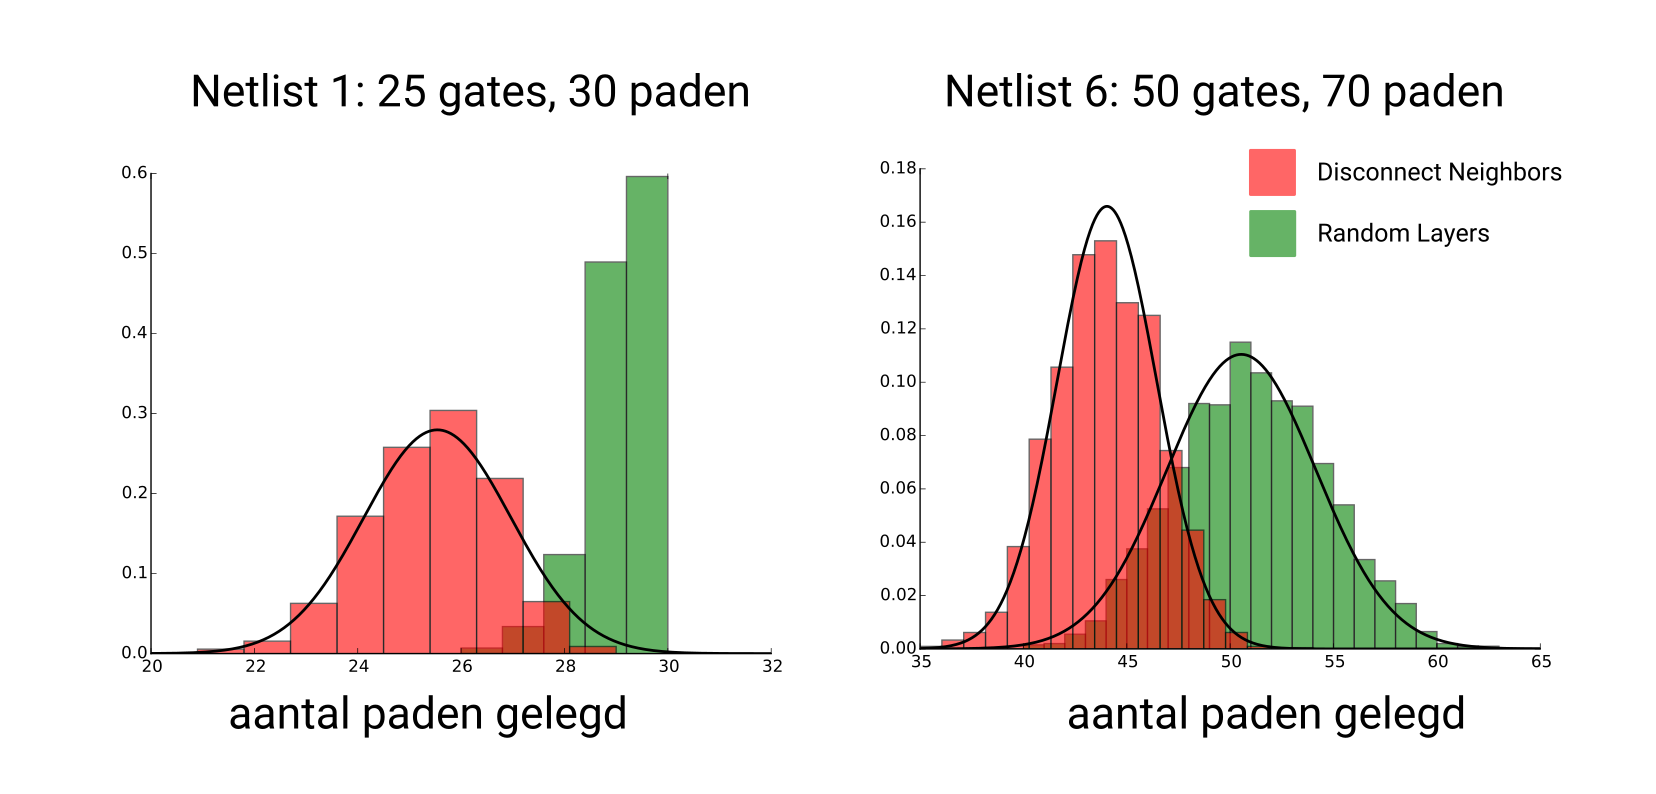 Netlist 1: 25 gates, 30 paden
0.6
0.5
0.4
0.3
0.2
0.1
0.0
20 22 24 26 28 30 32
aantal paden gelegd
Netlist 6: 50 gates, 70 paden
Disconnect Neighbors
Random Layers
0.18
0.16
0.14
0.12
0.10
0.08
0.06
0.04
0.02
0.00
35 40 45 50 55 60 65
aantal paden gelegd